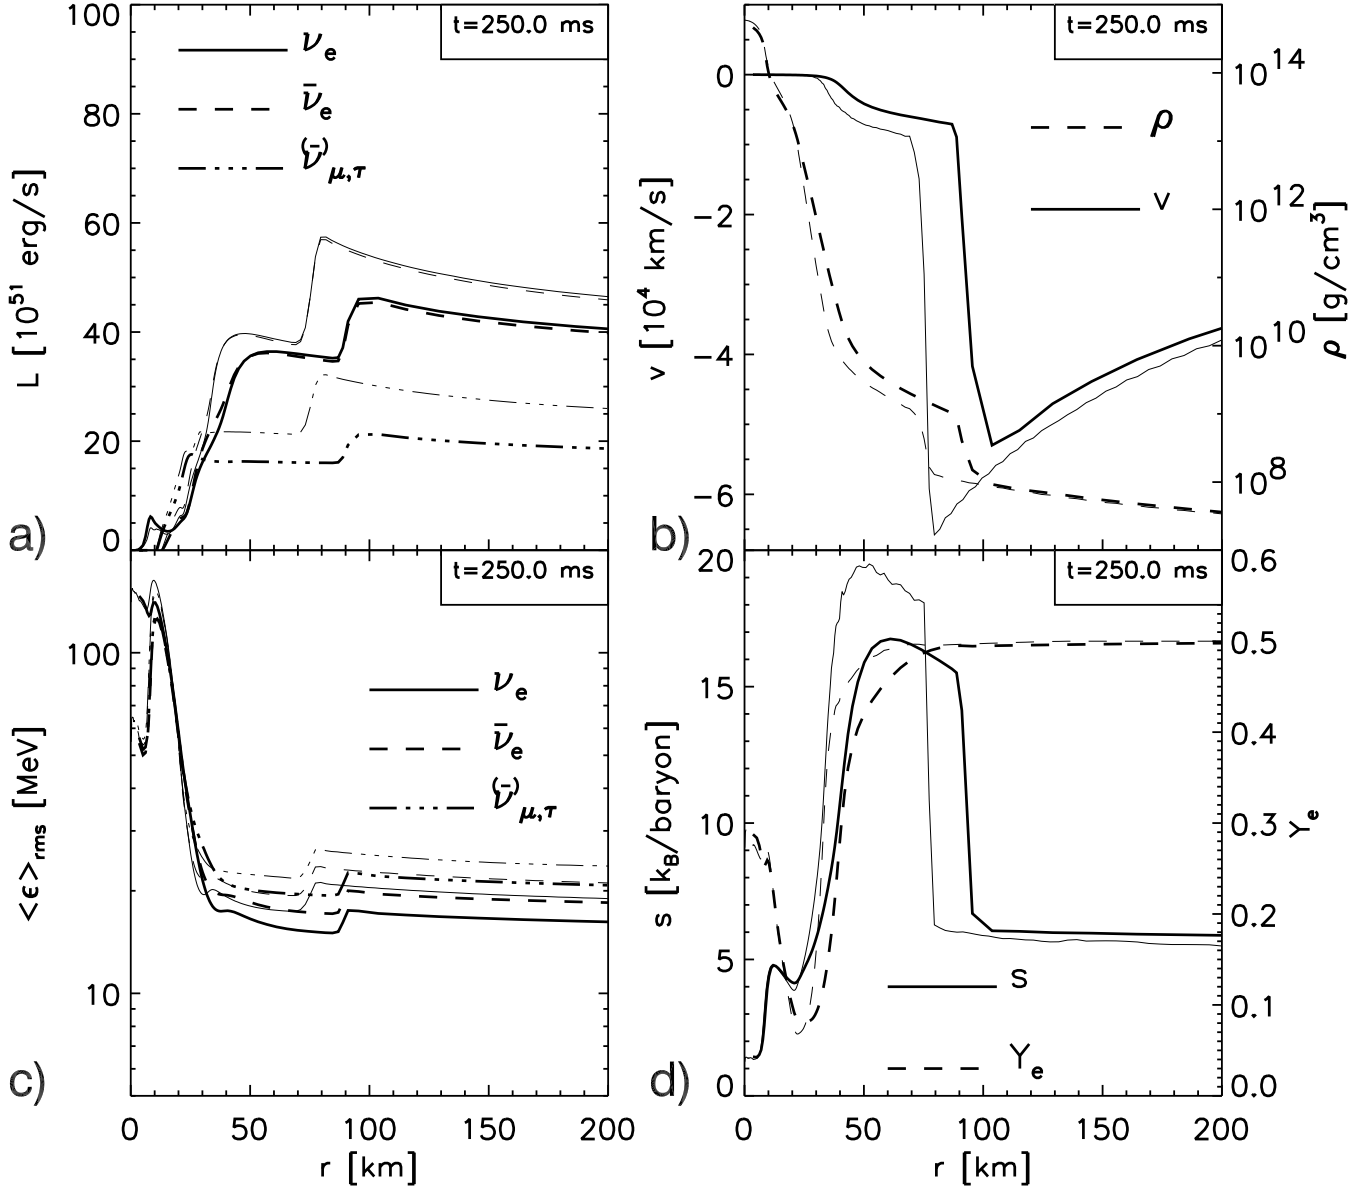 100
80
60
40
20
0
L [10^51 erg/s]
t=250.0 ms
ν_e
ν̄_e
(ν̄)_μ,τ
a)
0
−2
−4
−6
v [10^4 km/s]
t=250.0 ms
ρ
v
10^14
10^12
10^10
10^8
ρ [g/cm^3]
b)
100
10
<ϵ>_rms [MeV]
t=250.0 ms
ν_e
ν̄_e
(ν̄)_μ,τ
c)
0 50 100 150 200
r [km]
20
15
10
5
0
s [k_B/baryon]
t=250.0 ms
s
Y_e
0.6
0.5
0.4
0.3
0.2
0.1
0.0
Y_e
d)
0 50 100 150 200
r [km]